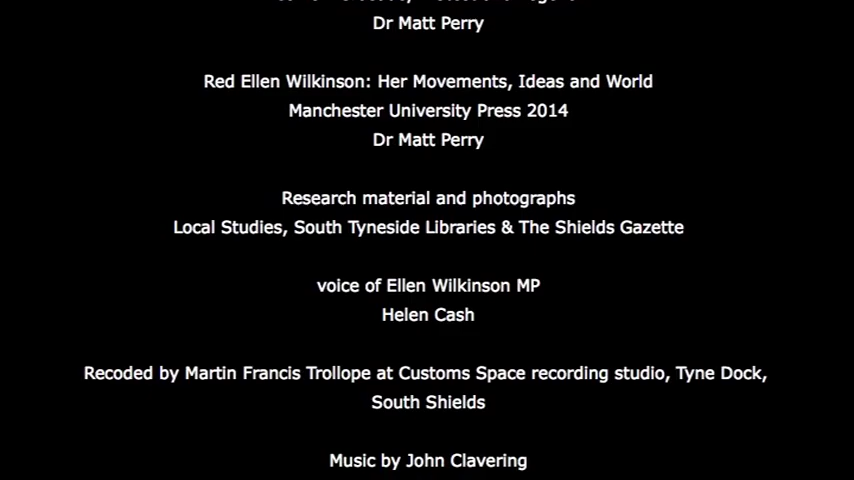 Dr Matt Perry
Red Ellen Wilkinson: Her Movements, Ideas and World
Manchester University Press 2014
Dr Matt Perry
Research material and photographs
Local Studies, South Tyneside Libraries & The Shields Gazette
voice of Ellen Wilkinson MP
Helen Cash
Recoded by Martin Francis Trollope at Customs Space recording studio, Tyne Dock,
South Shields
Music by John Clavering